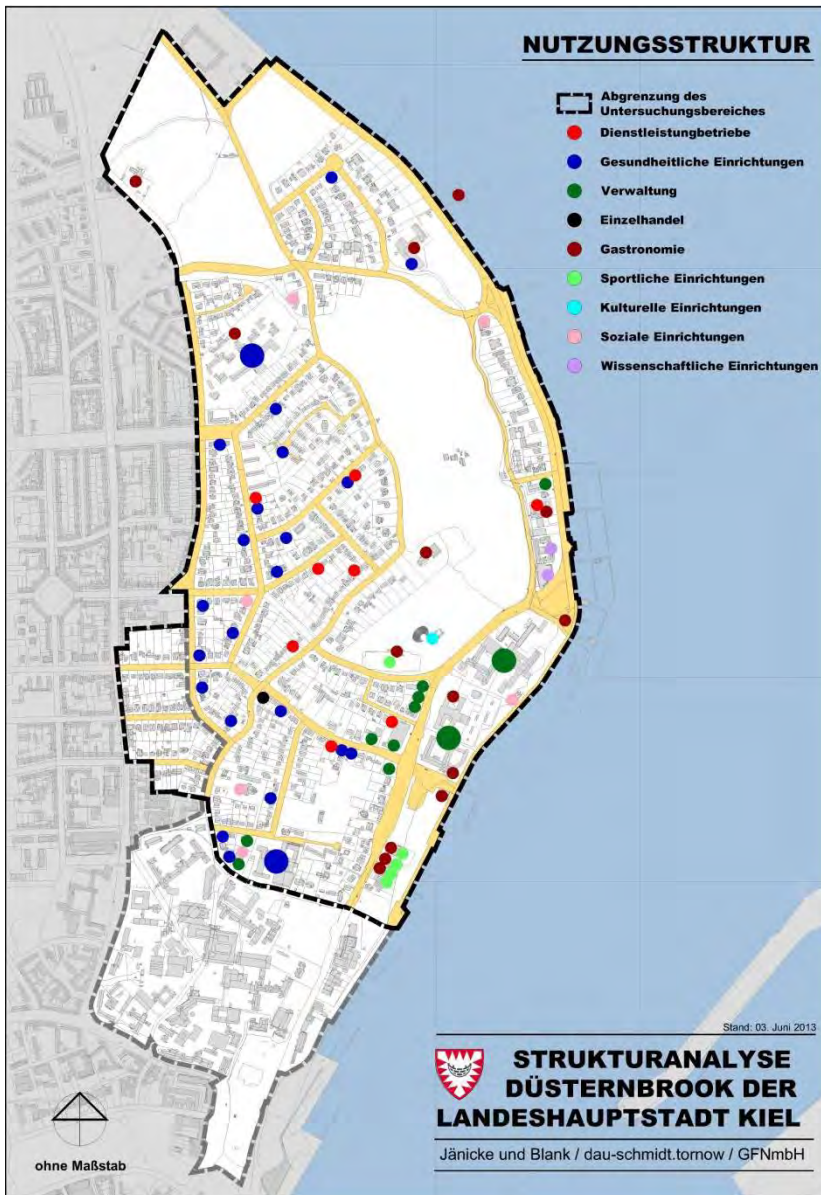 NUTZUNGSSTRUKTUR
Abgrenzung des
Untersuchungsbereiches
Dienstleistungbetriebe
Gesundheitliche Einrichtungen
Verwaltung
Einzelhandel
Gastronomie
Sportliche Einrichtungen
Kulturelle Einrichtungen
Soziale Einrichtungen
Wissenschaftliche Einrichtungen
Stand: 03. Juni 2013
STRUKTURANALYSE
DÜSTERNBROOK DER
LANDESHAUPTSTADT KIEL
Jänicke und Blank / dau-schmidt.tornow / GFNmbH
ohne Maßstab